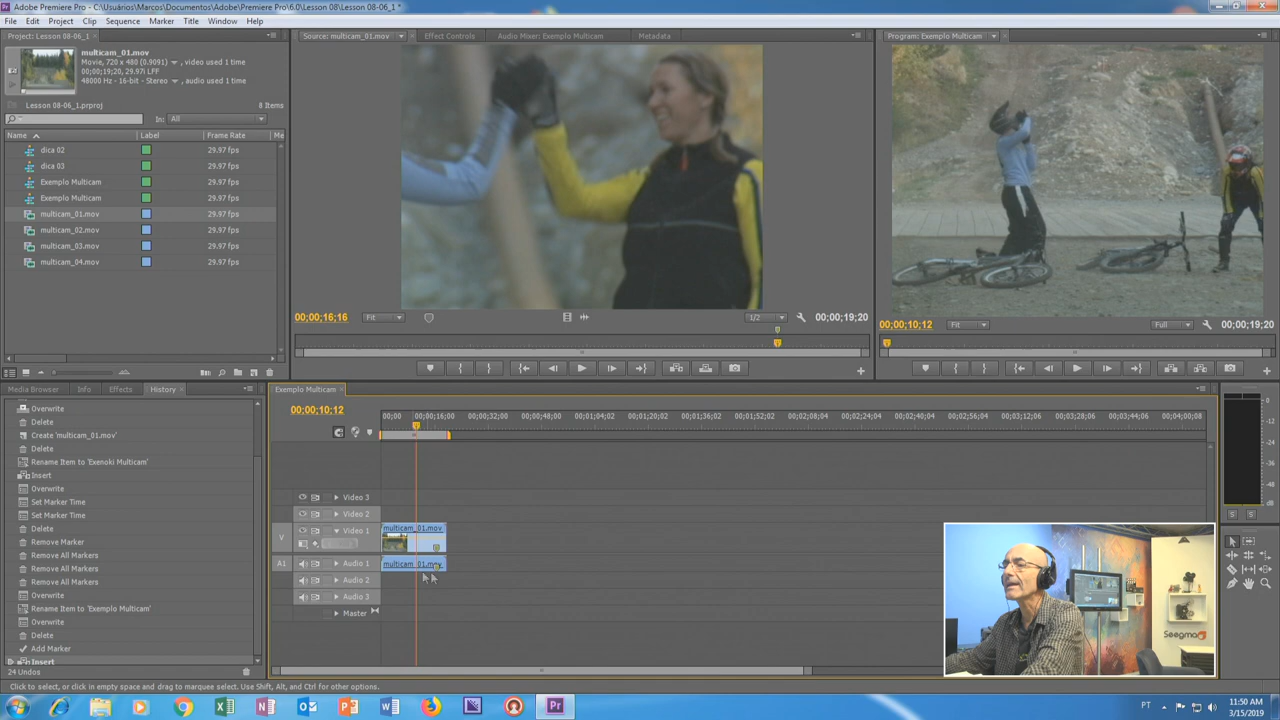 Adobe Premiere Pro - C:\Usuários\Marcos\Documentos\Adobe\Premiere Pro\6.0\Lesson 08\Lesson 08-06_1 *
File Edit Project Clip Sequence Marker Title Window Help
Project: Lesson 08-06_1
multicam_01.mov
Movie, 720 x 480 (0.9091) , video used 1 time
00;00;19;20, 29.97i LFF
48000 Hz - 16-bit - Stereo , audio used 1 time
Lesson 08-06_1.prproj
8 Items
In: All
Name Label Frame Rate Me
dica 02 29.97 fps
dica 03 29.97 fps
Exemplo Multicam 29.97 fps
Exemplo Multicam 29.97 fps
multicam_01.mov 29.97 fps
multicam_02.mov 29.97 fps
multicam_03.mov 29.97 fps
multicam_04.mov 29.97 fps
Source: multicam_01.mov Effect Controls Audio Mixer: Exemplo Multicam Metadata
00;00;16;16 Fit 1/2 00;00;19;20
Program: Exemplo Multicam
00;00;10;12 Fit Full 00;00;19;20
Media Browser Info Effects History
Overwrite
Delete
Create 'multicam_01.mov'
Delete
Rename Item to 'Exenoki Multicam'
Insert
Overwrite
Set Marker Time
Set Marker Time
Delete
Remove Marker
Remove All Markers
Remove All Markers
Remove All Markers
Overwrite
Rename Item to 'Exemplo Multicam'
Overwrite
Delete
Add Marker
Insert
24 Undos
Exemplo Multicam
00;00;10;12
00;00 00;00;16;00 00;00;32;00 00;00;48;00 00;01;04;02 00;01;20;02 00;01;36;02 00;01;52;02 00;02;08;04 00;02;24;04 00;02;40;04 00;02;56;04 00;03;12;06 00;03;28;06 00;03;44;06 00;04;00;08
Video 3
Video 2
V Video 1
multicam_01.mov
A1 Audio 1
multicam_01.mov
Audio 2
Audio 3
Master
0
-12
-24
-36
-48
S S
Seegma
Click to select, or click in empty space and drag to marquee select. Use Shift, Alt, and Ctrl for other options.
PT
11:50 AM
3/15/2019